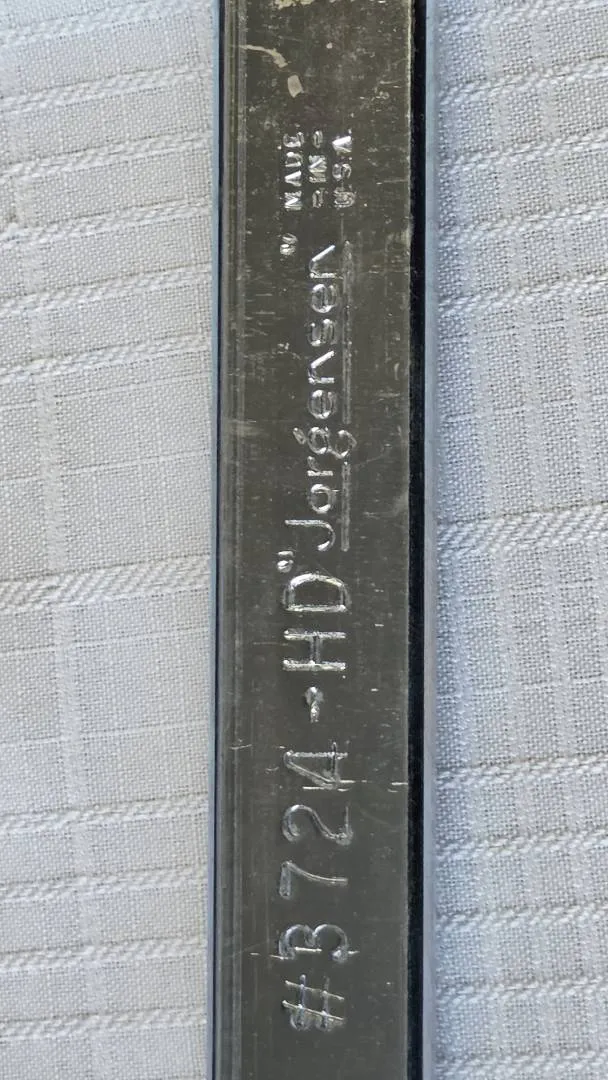 #3724-HD "Jorgensen"
MADE
-IN-
U.S.A.